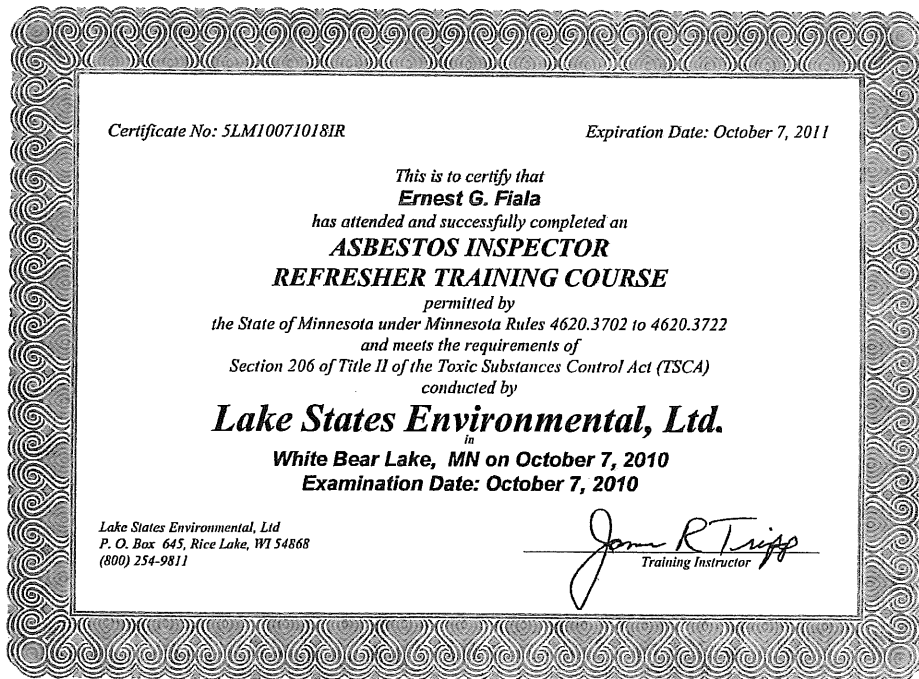 Certificate No: 5LM10071018IR
Expiration Date: October 7, 2011
This is to certify that
Ernest G. Fiala
has attended and successfully completed an
ASBESTOS INSPECTOR
REFRESHER TRAINING COURSE
permitted by
the State of Minnesota under Minnesota Rules 4620.3702 to 4620.3722
and meets the requirements of
Section 206 of Title II of the Toxic Substances Control Act (TSCA)
conducted by
Lake States Environmental, Ltd.
in
White Bear Lake, MN on October 7, 2010
Examination Date: October 7, 2010
Lake States Environmental, Ltd
P. O. Box 645, Rice Lake, WI 54868
(800) 254-9811
R Tripp
Training Instructor